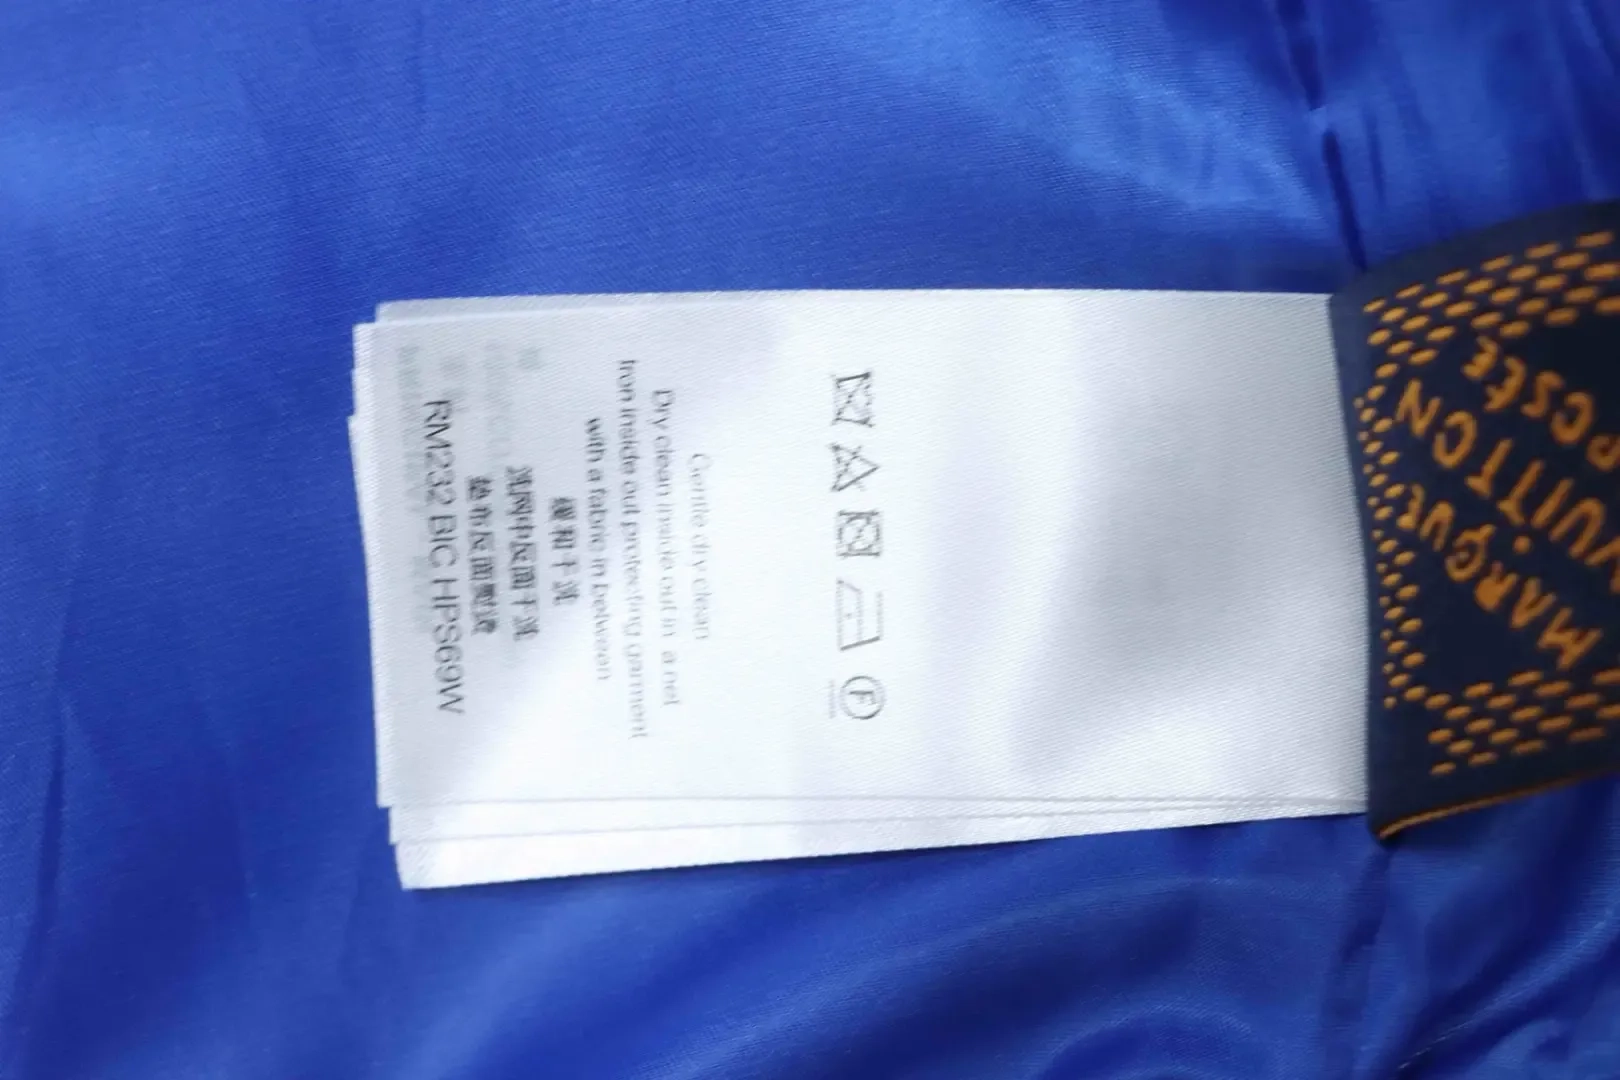 Gentle dry clean
Dry clean inside out in a net
Iron inside out protecting garment
with a fabric in between
缓和干洗
洗网中反面干洗
垫布反面熨烫
RM232 BIC HPS69W
F
MARQUE
VUITTON